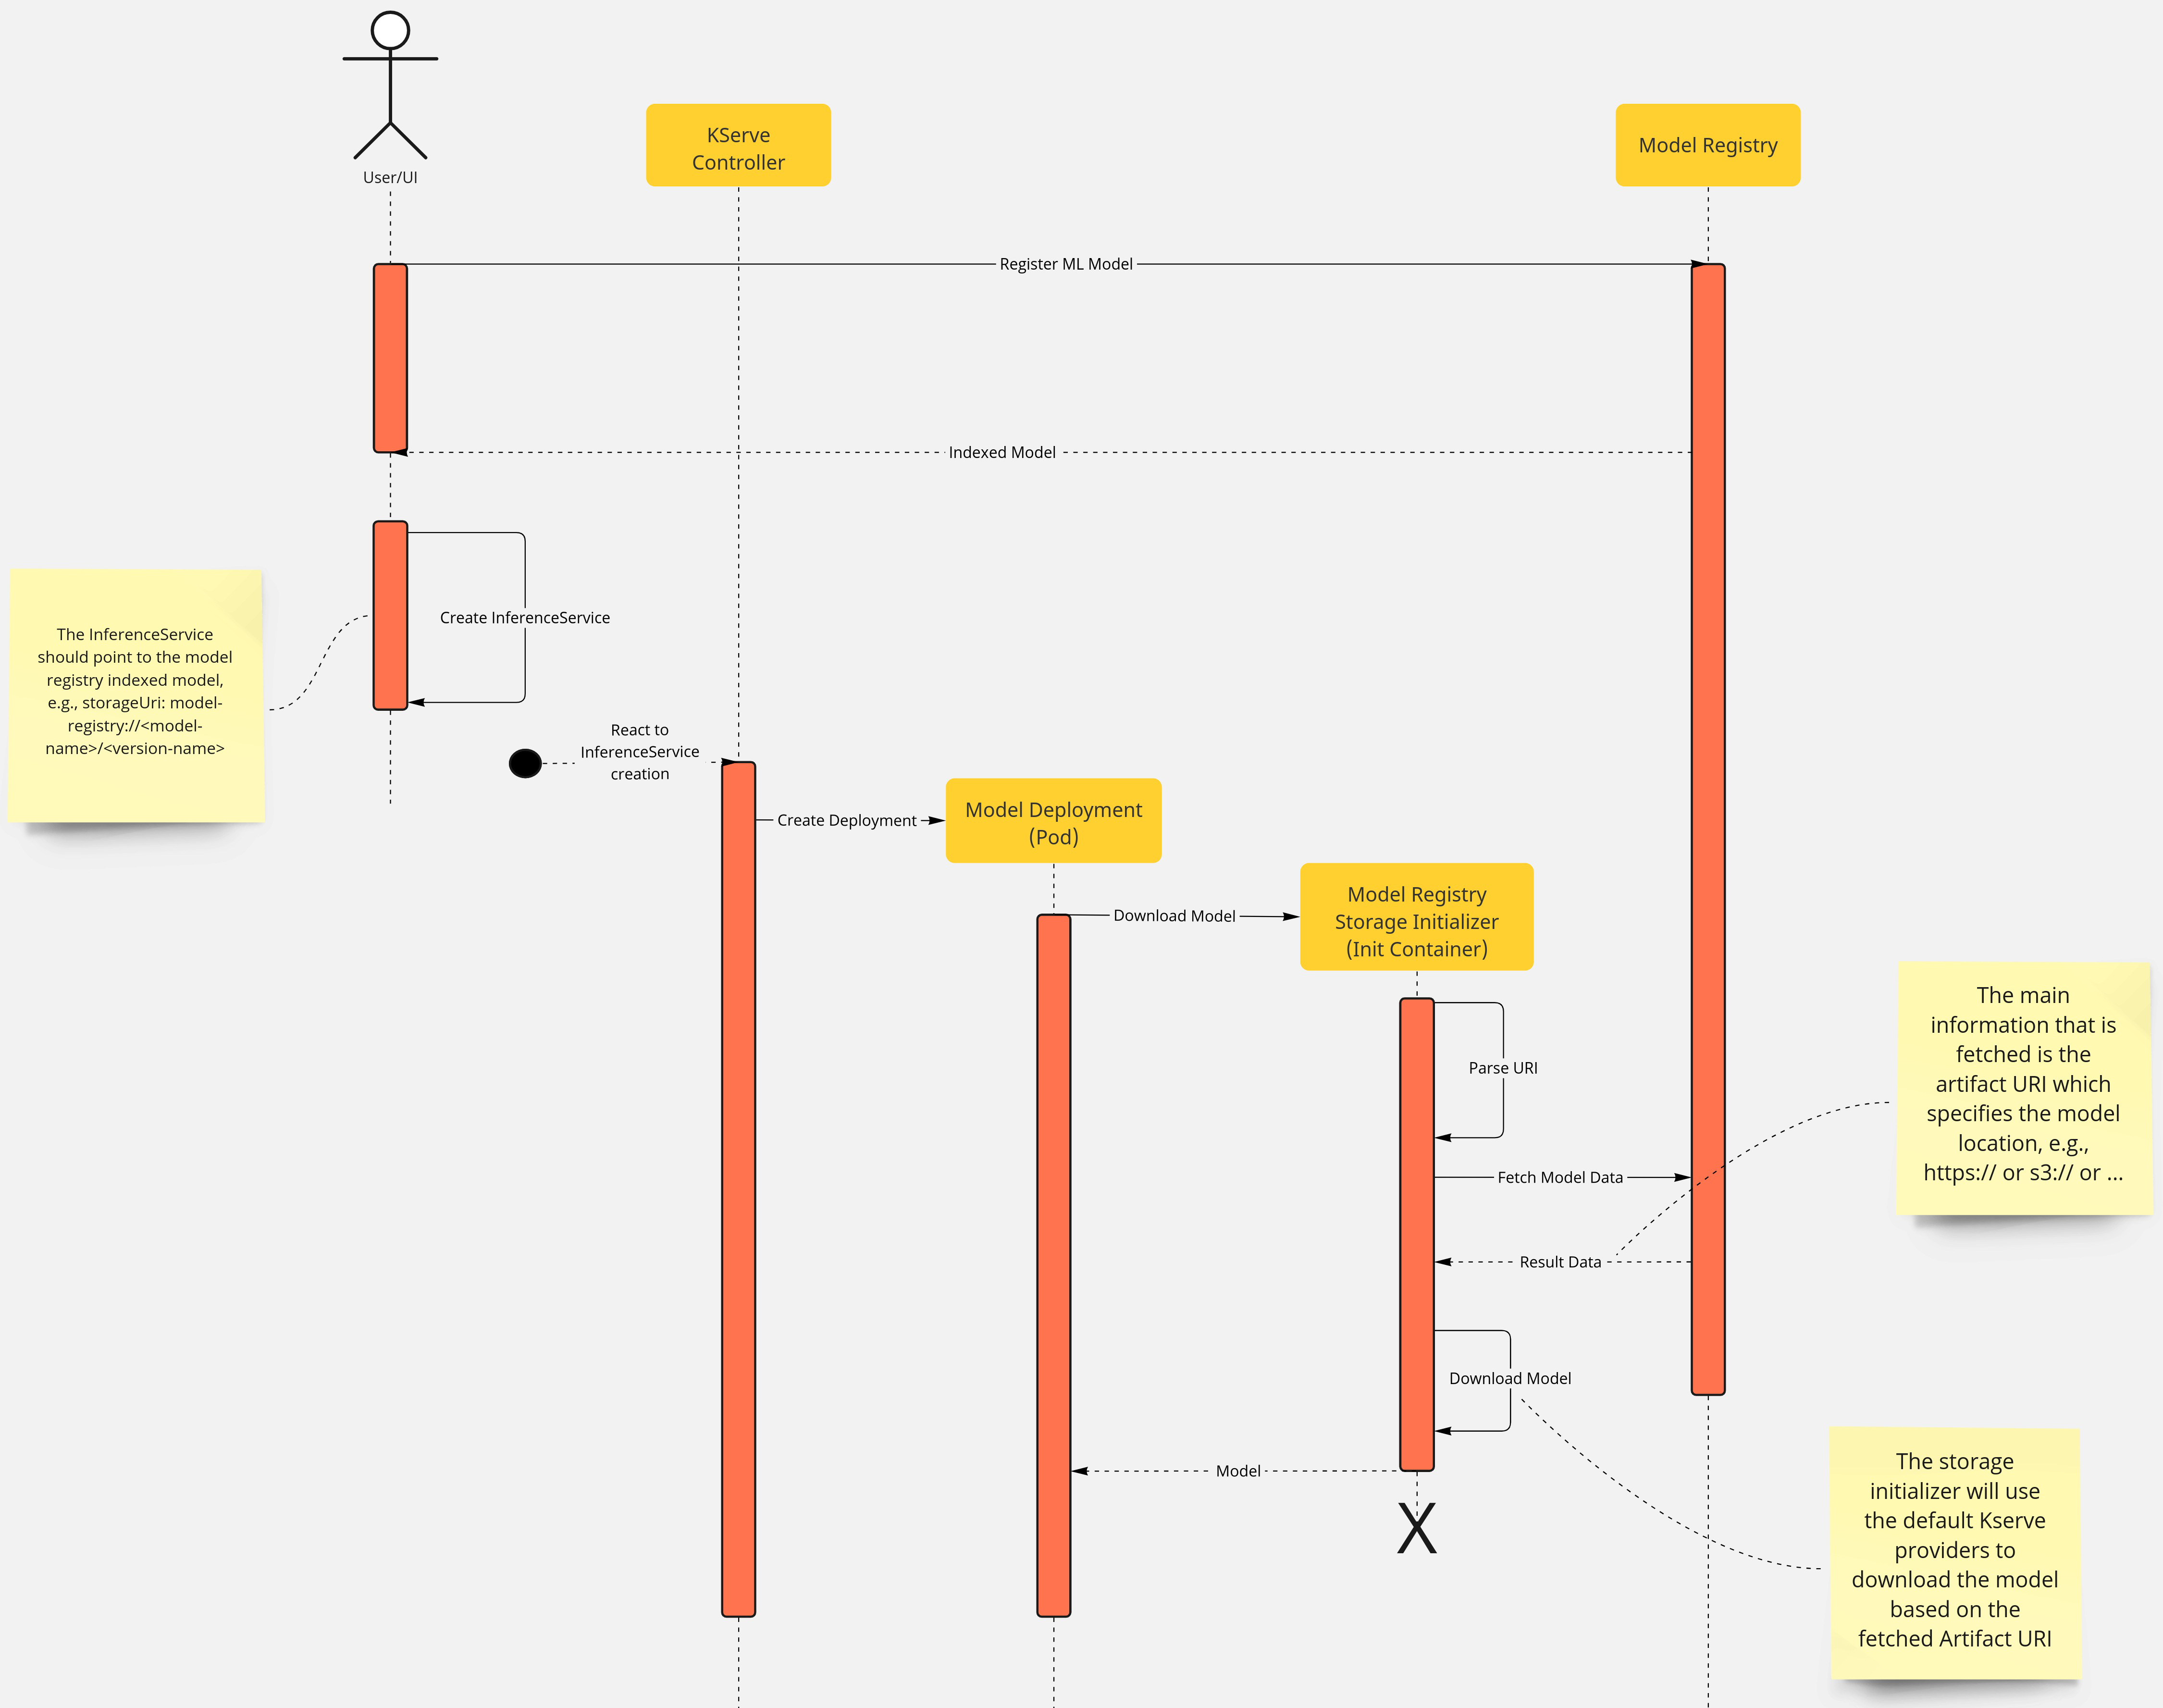 User/UI
KServe
Controller
Model Registry
Register ML Model
Indexed Model
Create InferenceService
The InferenceService
should point to the model
registry indexed model,
e.g., storageUri: model-
registry://<model-
name>/<version-name>
React to
InferenceService
creation
Create Deployment
Model Deployment
(Pod)
Download Model
Model Registry
Storage Initializer
(Init Container)
Parse URI
The main
information that is
fetched is the
artifact URI which
specifies the model
location, e.g.,
https:// or s3:// or ...
Fetch Model Data
Result Data
Download Model
Model
X
The storage
initializer will use
the default Kserve
providers to
download the model
based on the
fetched Artifact URI